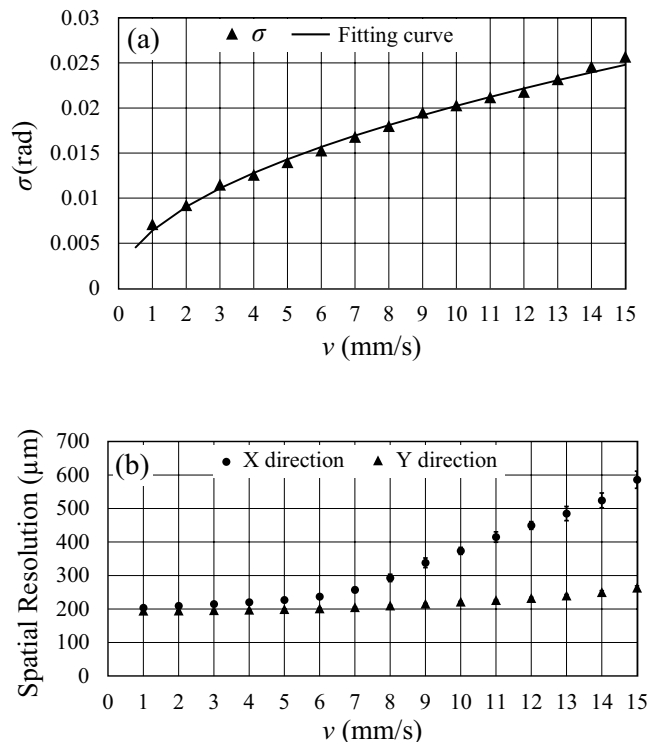 (a)
σ
Fitting curve
0.03
0.025
0.02
0.015
0.01
0.005
0
σ(rad)
0 1 2 3 4 5 6 7 8 9 10 11 12 13 14 15
v (mm/s)
(b)
X direction
Y direction
700
600
500
400
300
200
100
0
Spatial Resolution (µm)
0 1 2 3 4 5 6 7 8 9 10 11 12 13 14 15
v (mm/s)